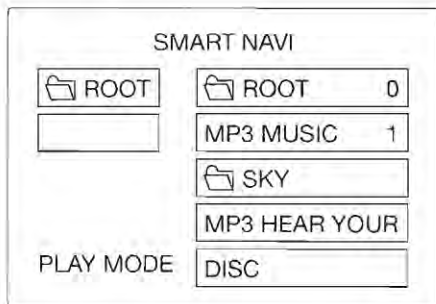 SMART NAVI
ROOT
ROOT 0
MP3 MUSIC 1
SKY
MP3 HEAR YOUR
PLAY MODE DISC